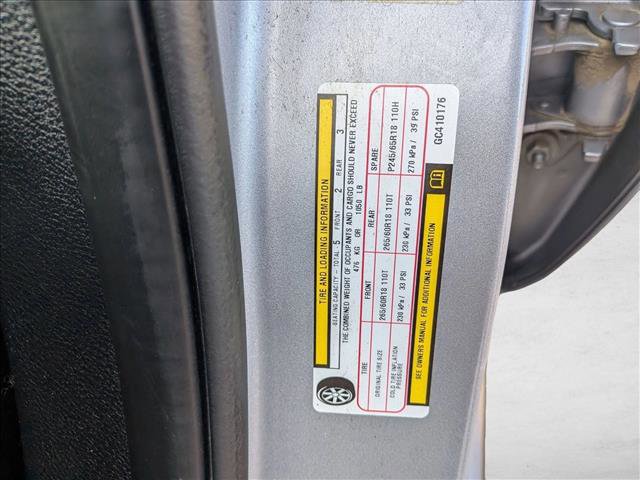 TIRE AND LOADING INFORMATION
SEATING CAPACITY - TOTAL: 5 FRONT 2 REAR 3
THE COMBINED WEIGHT OF OCCUPANTS AND CARGO SHOULD NEVER EXCEED
476 KG OR 1050 LB
TIRE FRONT REAR SPARE
ORIGINAL TIRE SIZE 265/60R18 110T 265/60R18 110T P245/65R18 110H
COLD TIRE INFLATION PRESSURE 230 kPa / 33 PSI 230 kPa / 33 PSI 270 kPa / 39 PSI
SEE OWNERS MANUAL FOR ADDITIONAL INFORMATION
GC410176